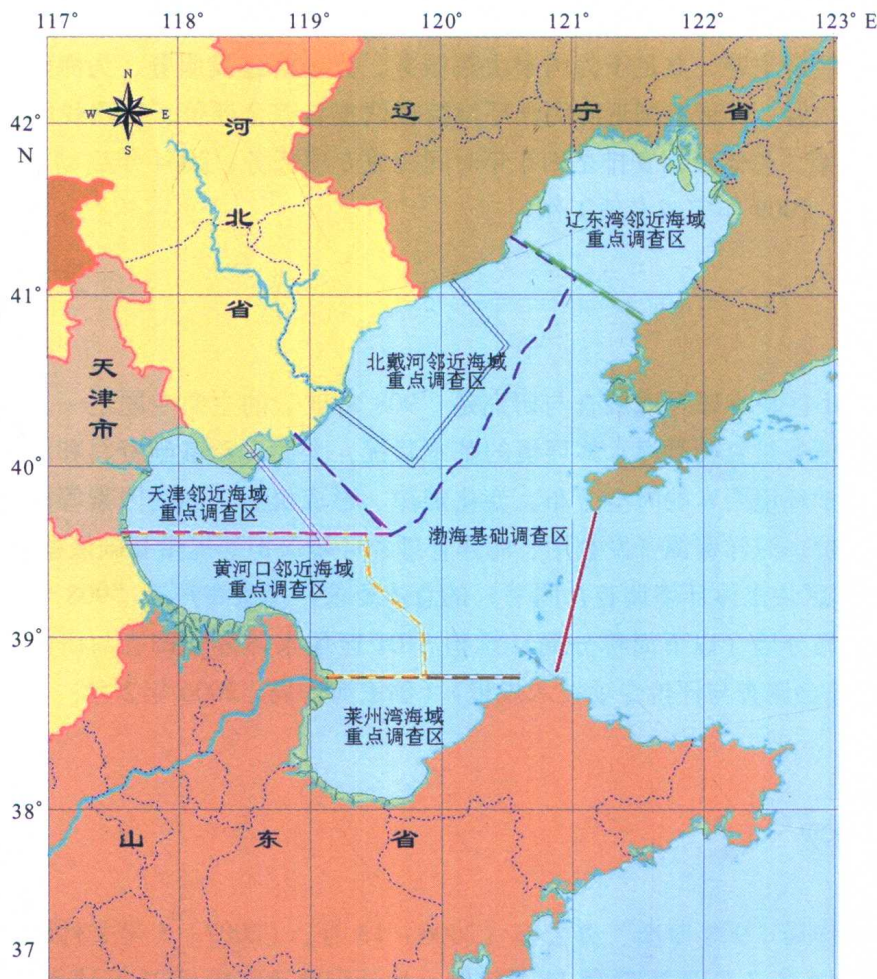 117°
118°
119°
120°
121°
122°
123° E
42°
N
41°
40°
39°
38°
37
N
W
E
S
河
北
省
辽
宁
省
天
津
市
辽东湾邻近海域
重点调查区
北戴河邻近海域
重点调查区
天津邻近海域
重点调查区
渤海基础调查区
黄河口邻近海域
重点调查区
莱州湾海域
重点调查区
山
东
省